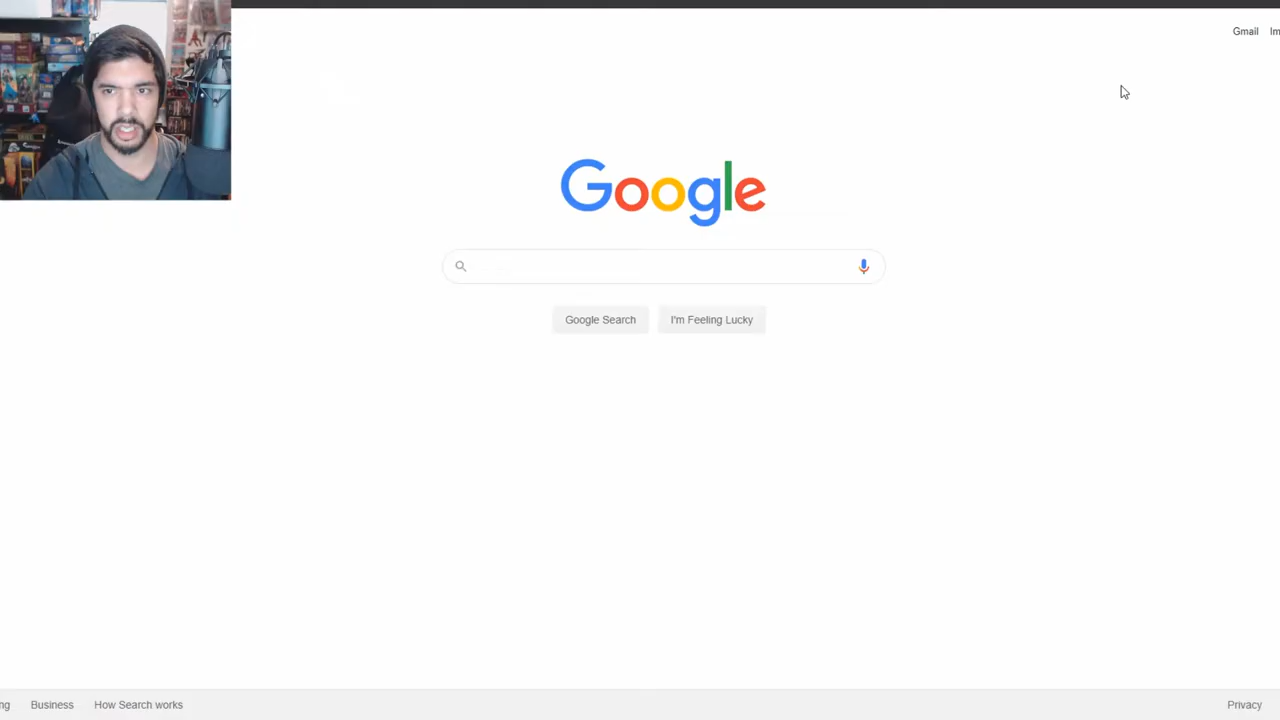 Gmail
Google
Google Search
I'm Feeling Lucky
Business
How Search works
Privacy